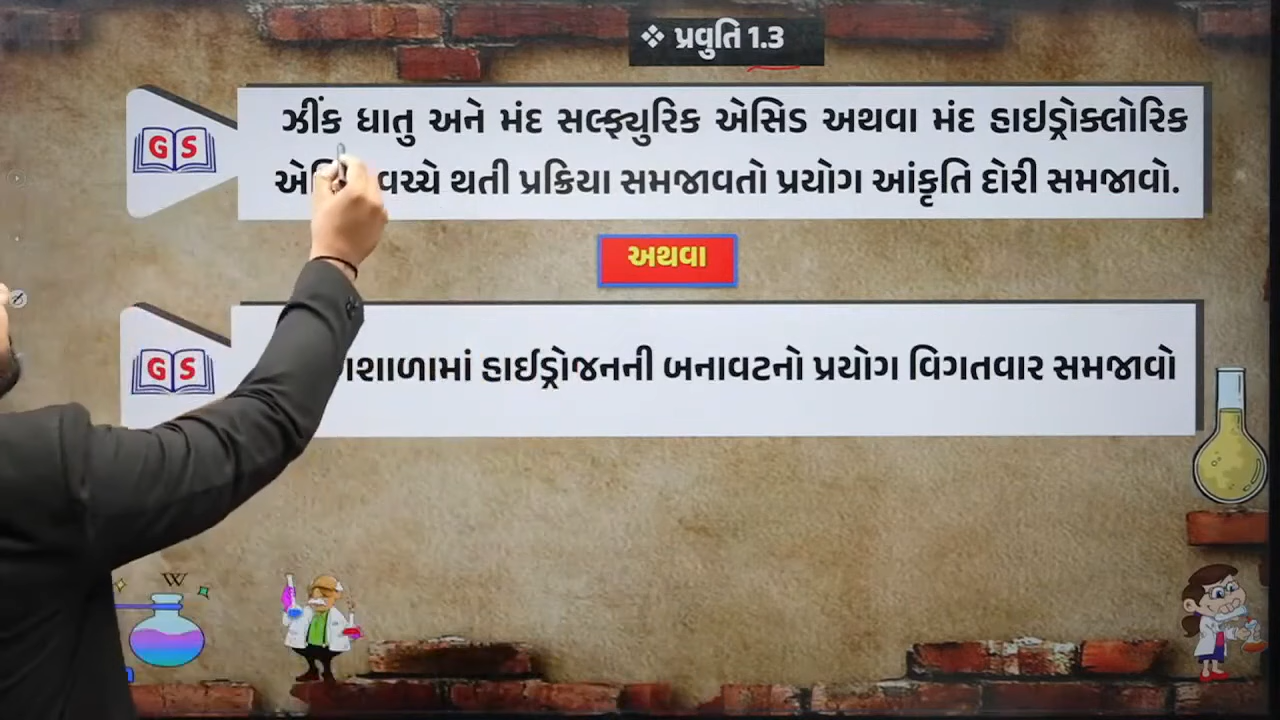 ❖ પ્રવુતિ 1.3
ઝીંક ધાતુ અને મંદ સલ્ફ્યુરિક એસિડ અથવા મંદ હાઈડ્રોક્લોરિક
વચ્ચે થતી પ્રક્રિયા સમજાવતો પ્રયોગ આંકૃતિ દોરી સમજાવો.
GS
અથવા
હાઈડ્રોજનની બનાવટનો પ્રયોગ વિગતવાર સમજાવો
GS
W